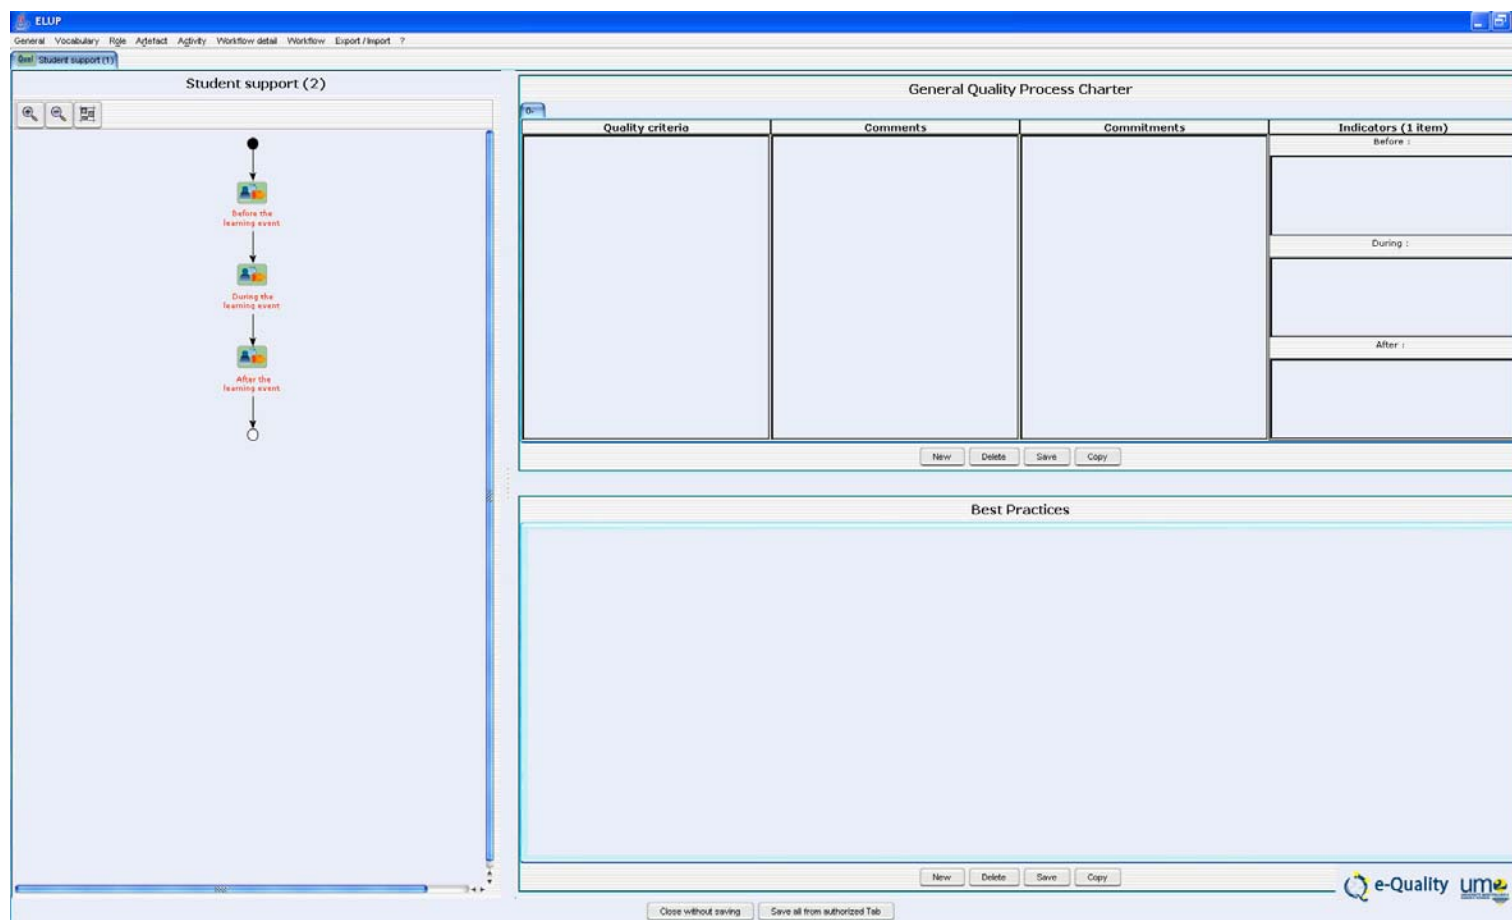 ELUP
General Vocabulary Role Artefact Activity Workflow detail Workflow Export / Import ?
Qual Student support (1)
Student support (2)
General Quality Process Charter
Quality criteria Comments Commitments Indicators (1 item)
Before :
Before the
learning event
During :
During the
learning event
After :
After the
learning event
New Delete Save Copy
Best Practices
New Delete Save Copy
e-Quality
Close without saving Save all from authorized Tab